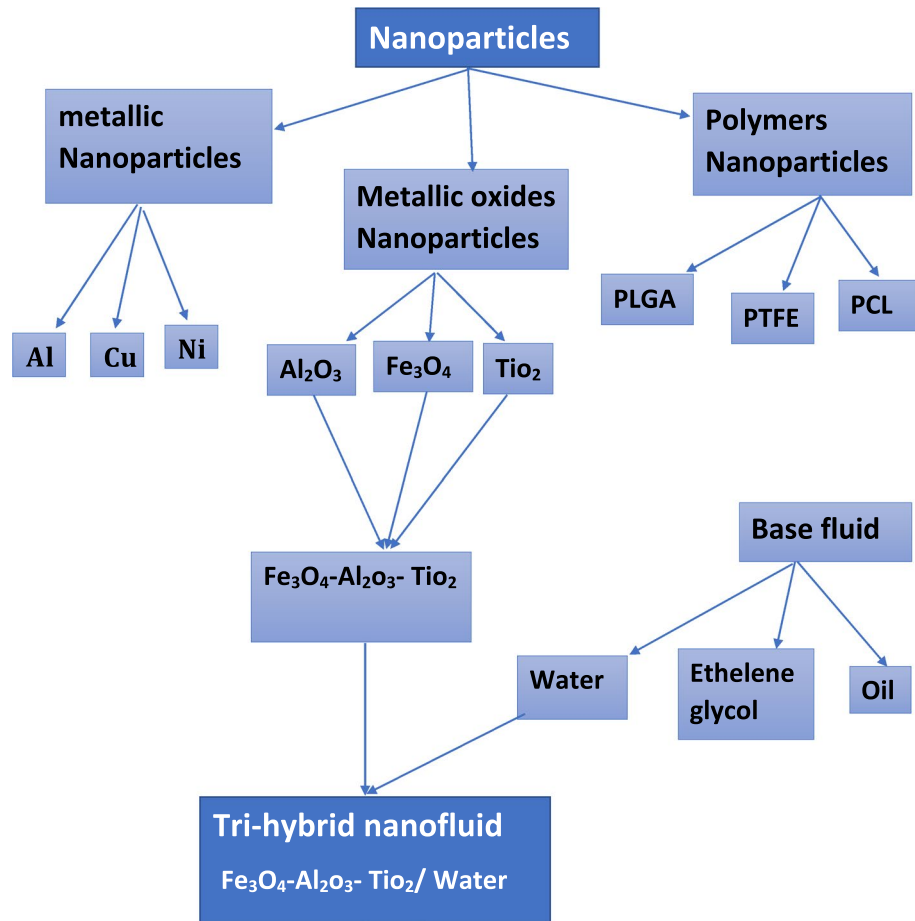 Nanoparticles
metallic
Nanoparticles
Metallic oxides
Nanoparticles
Polymers
Nanoparticles
Al
Cu
Ni
Al₂O₃
Fe₃O₄
Tio₂
PLGA
PTFE
PCL
Fe₃O₄-Al₂o₃- Tio₂
Base fluid
Water
Ethelene
glycol
Oil
Tri-hybrid nanofluid
Fe₃O₄-Al₂o₃- Tio₂/ Water